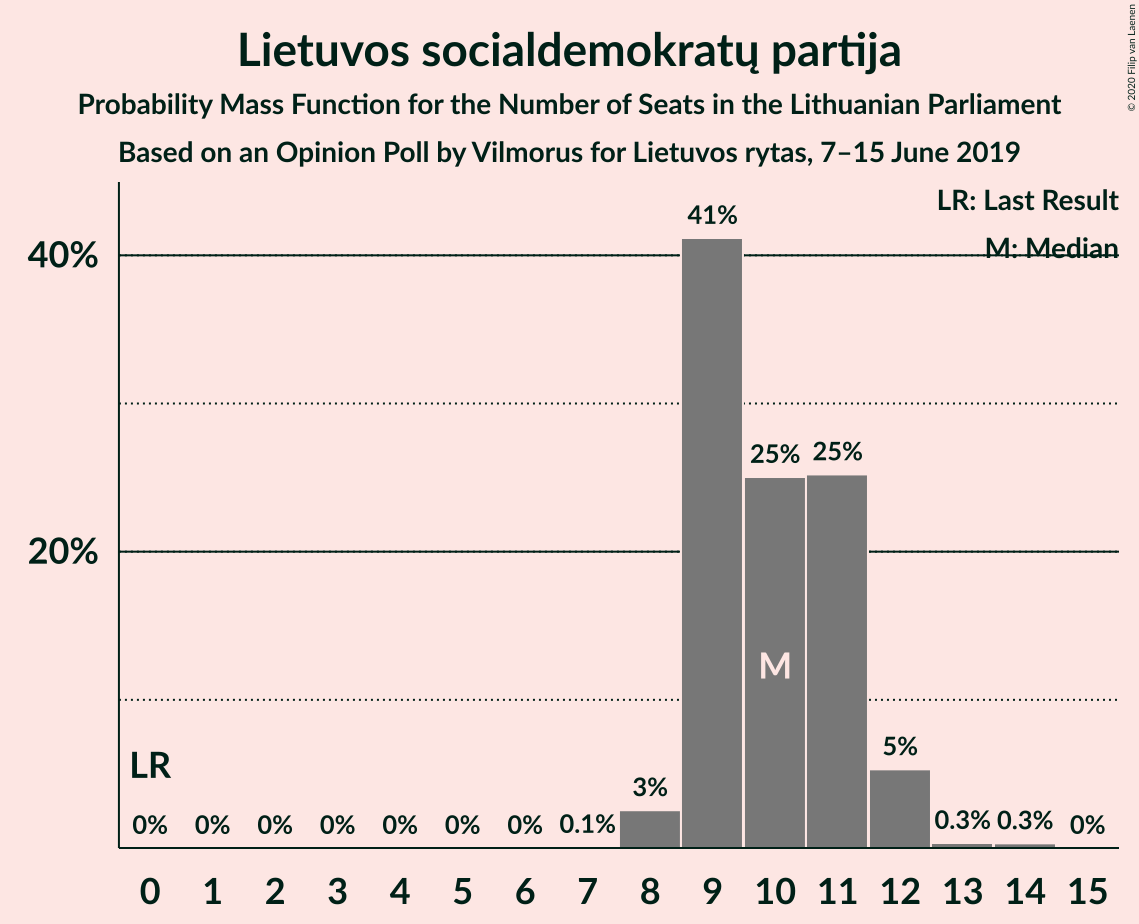 Lietuvos socialdemokratų partija
Probability Mass Function for the Number of Seats in the Lithuanian Parliament
Based on an Opinion Poll by Vilmorus for Lietuvos rytas, 7–15 June 2019
© 2020 Filip van Laenen
LR: Last Result
M: Median
40%
20%
41%
25%
25%
M
LR
5%
3%
0%
0%
0%
0%
0%
0%
0%
0.1%
0.3%
0.3%
0%
0 1 2 3 4 5 6 7 8 9 10 11 12 13 14 15